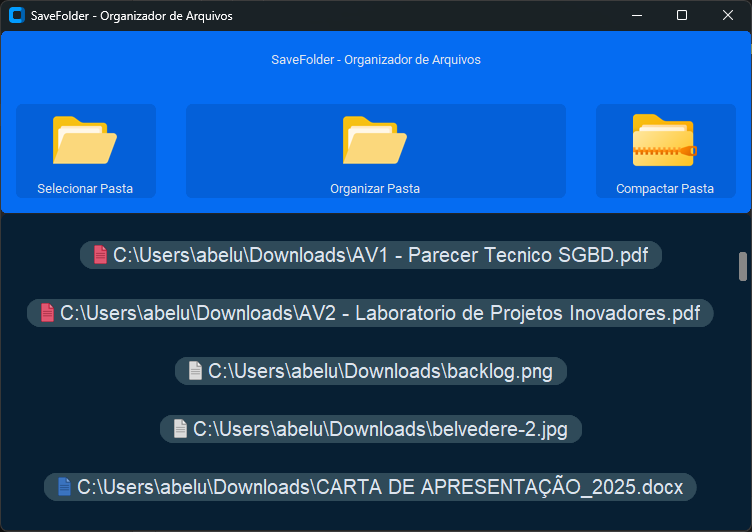 SaveFolder - Organizador de Arquivos
SaveFolder - Organizador de Arquivos
Selecionar Pasta
Organizar Pasta
Compactar Pasta
C:\Users\abelu\Downloads\AV1 - Parecer Tecnico SGBD.pdf
C:\Users\abelu\Downloads\AV2 - Laboratorio de Projetos Inovadores.pdf
C:\Users\abelu\Downloads\backlog.png
C:\Users\abelu\Downloads\belvedere-2.jpg
C:\Users\abelu\Downloads\CARTA DE APRESENTAÇÃO_2025.docx